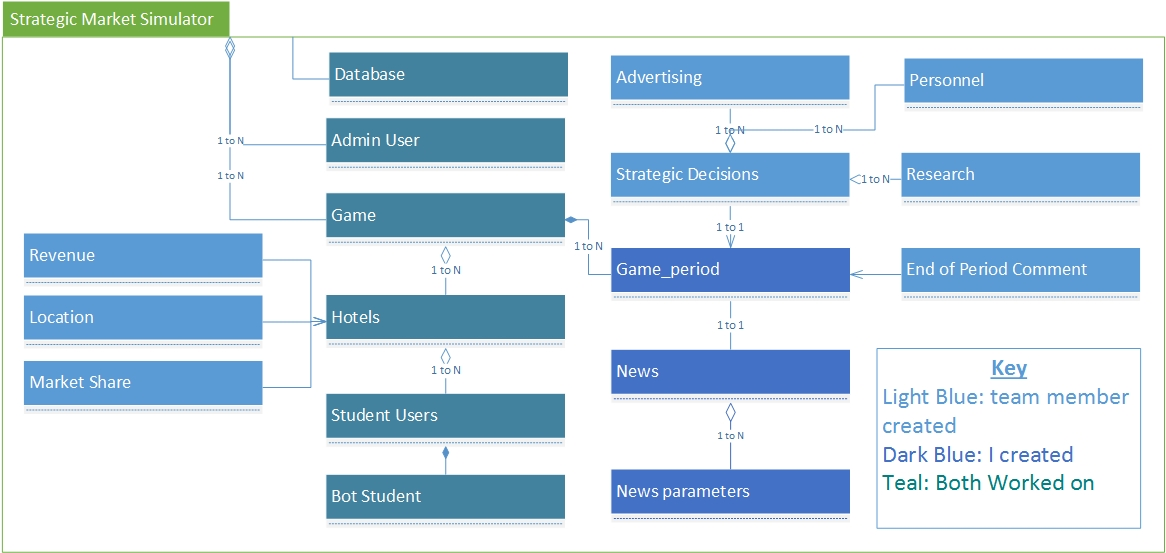 Strategic Market Simulator
Database
Advertising
Personnel
1 to N
Admin User
1 to N
1 to N
1 to N
Strategic Decisions
1 to N
Research
Game
1 to 1
Revenue
1 to N
1 to N
Game_period
End of Period Comment
Location
Hotels
1 to 1
Market Share
1 to N
News
Key
Light Blue: team member
created
Dark Blue: I created
Teal: Both Worked on
Student Users
1 to N
Bot Student
News parameters